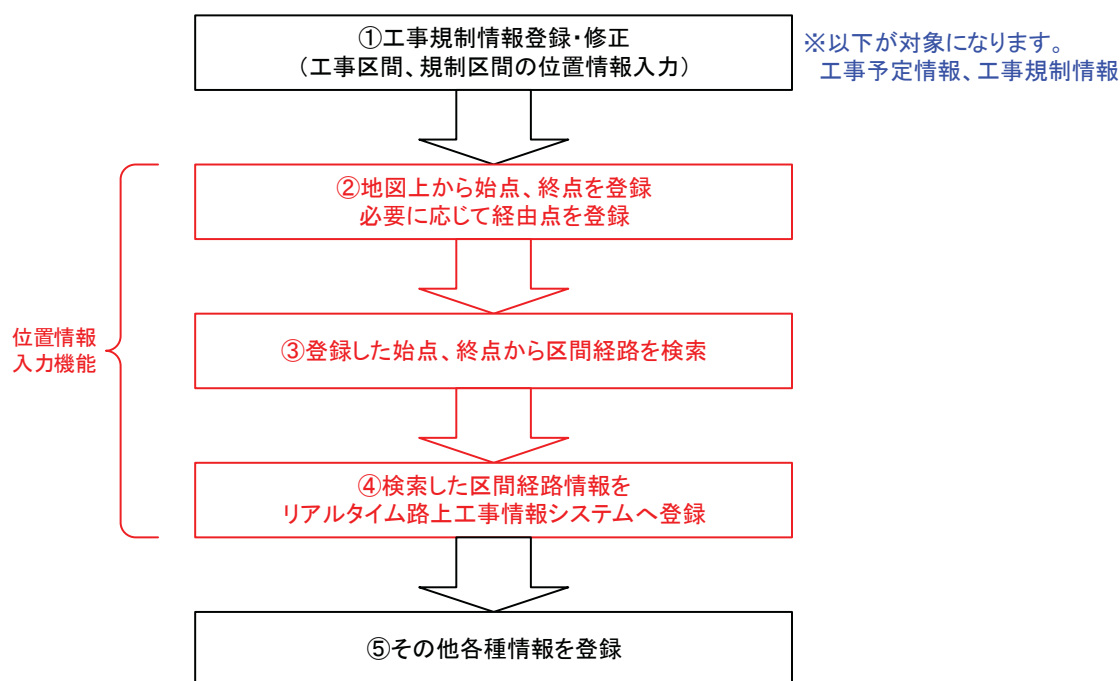 ①工事規制情報登録・修正
（工事区間、規制区間の位置情報入力）
※以下が対象になります。
工事予定情報、工事規制情報
②地図上から始点、終点を登録
必要に応じて経由点を登録
位置情報
入力機能
③登録した始点、終点から区間経路を検索
④検索した区間経路情報を
リアルタイム路上工事情報システムへ登録
⑤その他各種情報を登録